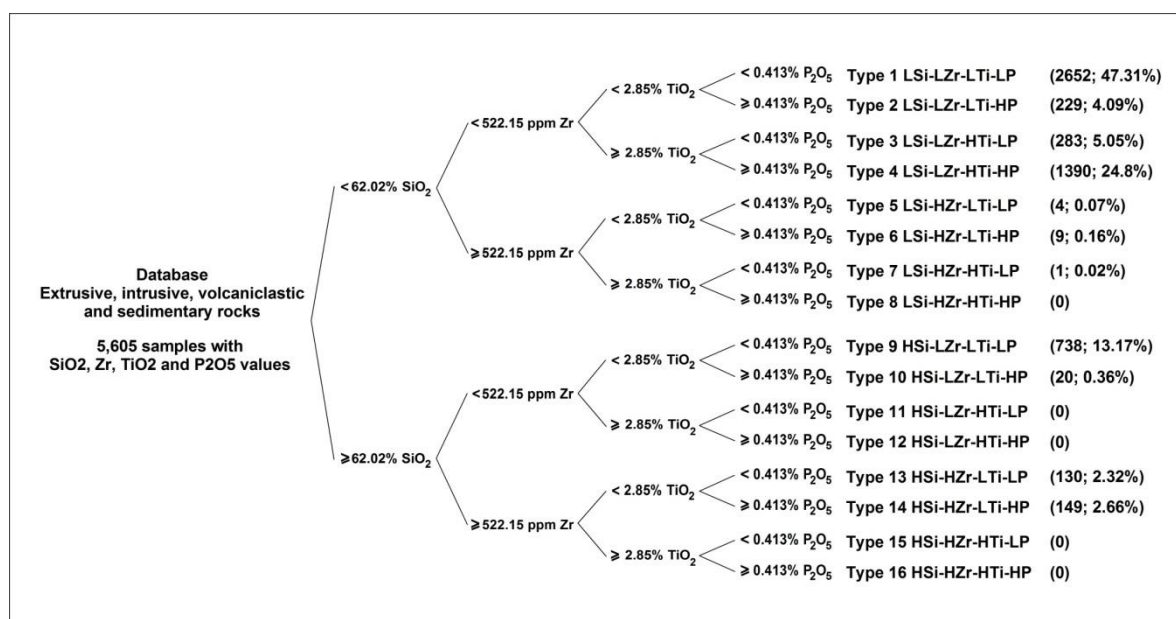 Database
Extrusive, intrusive, volcaniclastic
and sedimentary rocks
5,605 samples with
SiO2, Zr, TiO2 and P2O5 values
< 62.02% SiO₂
< 522.15 ppm Zr
< 2.85% TiO₂
< 0.413% P₂O₅ Type 1 LSi-LZr-LTi-LP (2652; 47.31%)
⩾ 0.413% P₂O₅ Type 2 LSi-LZr-LTi-HP (229; 4.09%)
⩾ 2.85% TiO₂
< 0.413% P₂O₅ Type 3 LSi-LZr-HTi-LP (283; 5.05%)
⩾ 0.413% P₂O₅ Type 4 LSi-LZr-HTi-HP (1390; 24.8%)
⩾522.15 ppm Zr
< 2.85% TiO₂
< 0.413% P₂O₅ Type 5 LSi-HZr-LTi-LP (4; 0.07%)
⩾ 0.413% P₂O₅ Type 6 LSi-HZr-LTi-HP (9; 0.16%)
⩾ 2.85% TiO₂
< 0.413% P₂O₅ Type 7 LSi-HZr-HTi-LP (1; 0.02%)
⩾ 0.413% P₂O₅ Type 8 LSi-HZr-HTi-HP (0)
⩾62.02% SiO₂
<522.15 ppm Zr
< 2.85% TiO₂
< 0.413% P₂O₅ Type 9 HSi-LZr-LTi-LP (738; 13.17%)
⩾ 0.413% P₂O₅ Type 10 HSi-LZr-LTi-HP (20; 0.36%)
⩾ 2.85% TiO₂
< 0.413% P₂O₅ Type 11 HSi-LZr-HTi-LP (0)
⩾ 0.413% P₂O₅ Type 12 HSi-LZr-HTi-HP (0)
⩾522.15 ppm Zr
< 2.85% TiO₂
< 0.413% P₂O₅ Type 13 HSi-HZr-LTi-LP (130; 2.32%)
⩾ 0.413% P₂O₅ Type 14 HSi-HZr-LTi-HP (149; 2.66%)
⩾ 2.85% TiO₂
< 0.413% P₂O₅ Type 15 HSi-HZr-HTi-LP (0)
⩾ 0.413% P₂O₅ Type 16 HSi-HZr-HTi-HP (0)